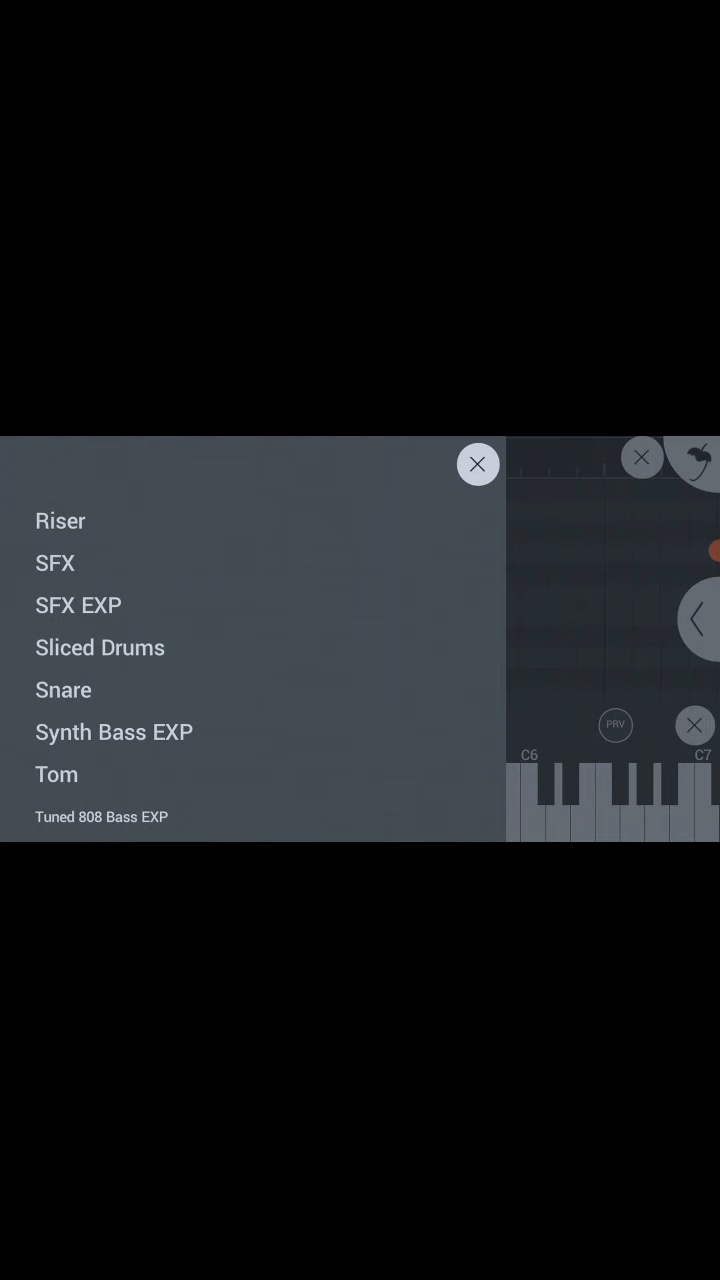 Riser
SFX
SFX EXP
Sliced Drums
Snare
Synth Bass EXP
Tom
Tuned 808 Bass EXP
PRV
C6
C7